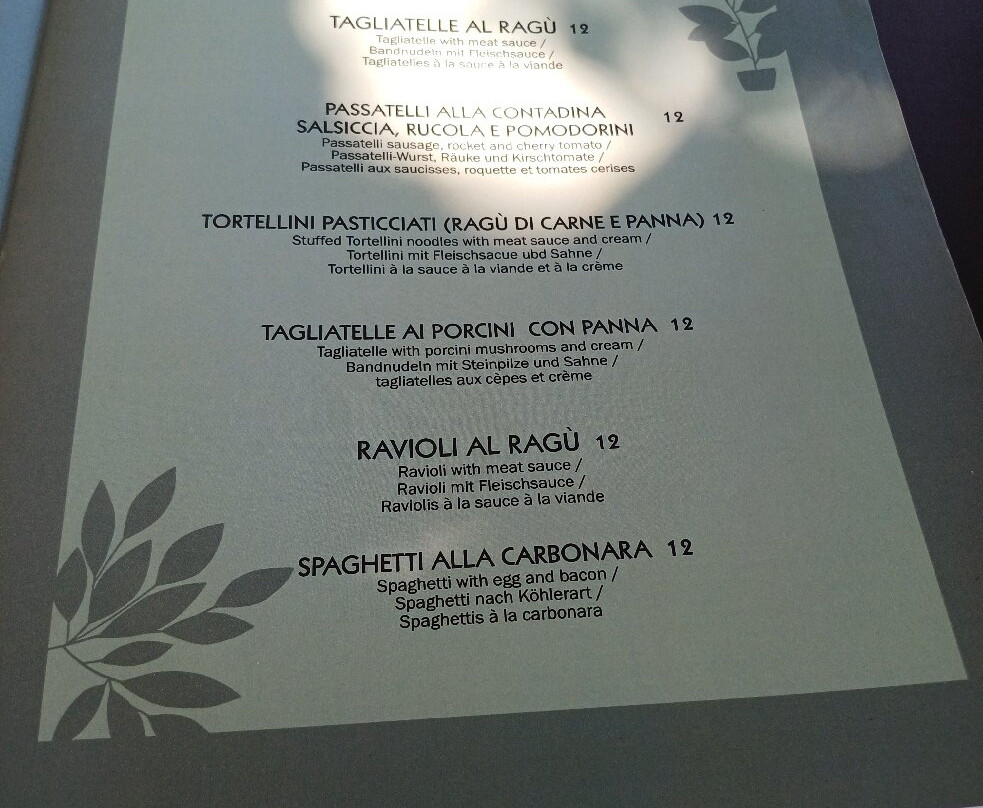 TAGLIATELLE AL RAGÙ 12
Tagliatelle with meat sauce /
Bandnudeln mit Fleischsauce /
Tagliatelles à la sauce à la viande
PASSATELLI ALLA CONTADINA
SALSICCIA, RUCOLA E POMODORINI 12
Passatelli sausage, rocket and cherry tomato /
Passatelli-Wurst, Räuke und Kirschtomate /
Passatelli aux saucisses, roquette et tomates cerises
TORTELLINI PASTICCIATI (RAGÙ DI CARNE E PANNA) 12
Stuffed Tortellini noodles with meat sauce and cream /
Tortellini mit Fleischsacue ubd Sahne /
Tortellini à la sauce à la viande et à la crème
TAGLIATELLE AI PORCINI CON PANNA 12
Tagliatelle with porcini mushrooms and cream /
Bandnudeln mit Steinpilze und Sahne /
tagliatelles aux cèpes et crème
RAVIOLI AL RAGÙ 12
Ravioli with meat sauce /
Ravioli mit Fleischsauce /
Raviolis à la sauce à la viande
SPAGHETTI ALLA CARBONARA 12
Spaghetti with egg and bacon /
Spaghetti nach Köhlerart /
Spaghettis à la carbonara